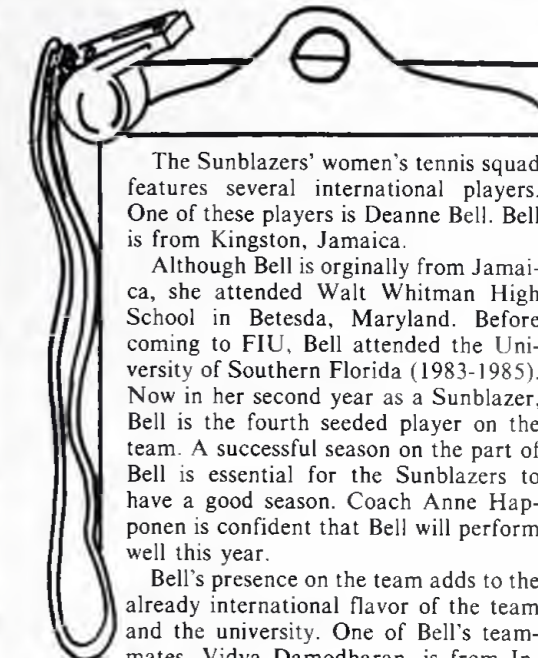 The Sunblazers' women's tennis squad
features several international players.
One of these players is Deanne Bell. Bell
is from Kingston, Jamaica.
Although Bell is orginally from Jamai-
ca, she attended Walt Whitman High
School in Betesda, Maryland. Before
coming to FIU, Bell attended the Uni-
versity of Southern Florida (1983-1985).
Now in her second year as a Sunblazer,
Bell is the fourth seeded player on the
team. A successful season on the part of
Bell is essential for the Sunblazers to
have a good season. Coach Anne Hap-
ponen is confident that Bell will perform
well this year.
Bell's presence on the team adds to the
already international flavor of the team
and the university. One of Bell's team-
mates, Vidya Damodharan, is from In-